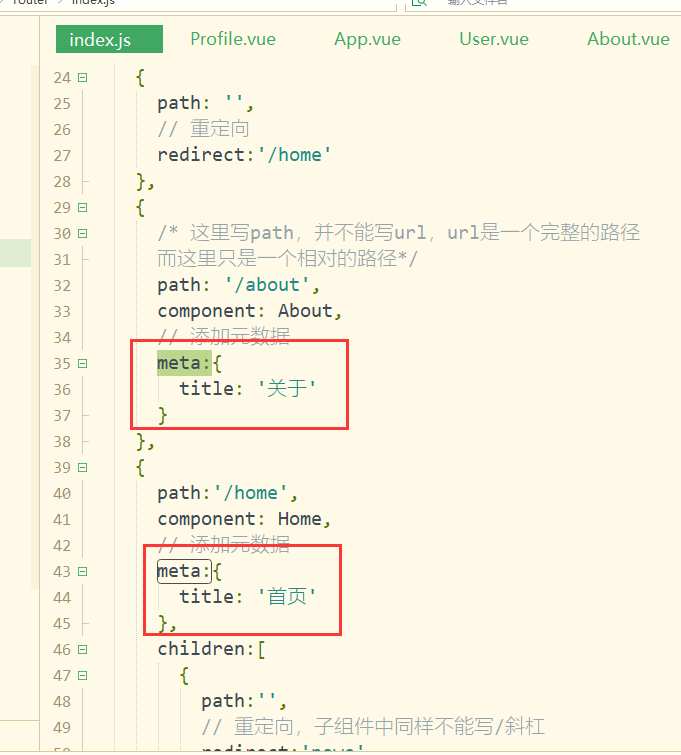 router index.js 输入文件名
index.js Profile.vue App.vue User.vue About.vue
24 {
25 path: '',
26 // 重定向
27 redirect:'/home'
28 },
29 {
30 /* 这里写path，并不能写url，url是一个完整的路径
31 而这里只是一个相对的路径*/
32 path: '/about',
33 component: About,
34 // 添加元数据
35 meta:{
36 title: '关于'
37 }
38 },
39 {
40 path:'/home',
41 component: Home,
42 // 添加元数据
43 meta:{
44 title: '首页'
45 },
46 children:[
47 {
48 path:'',
49 // 重定向，子组件中同样不能写/斜杠
50 redirect:'news'